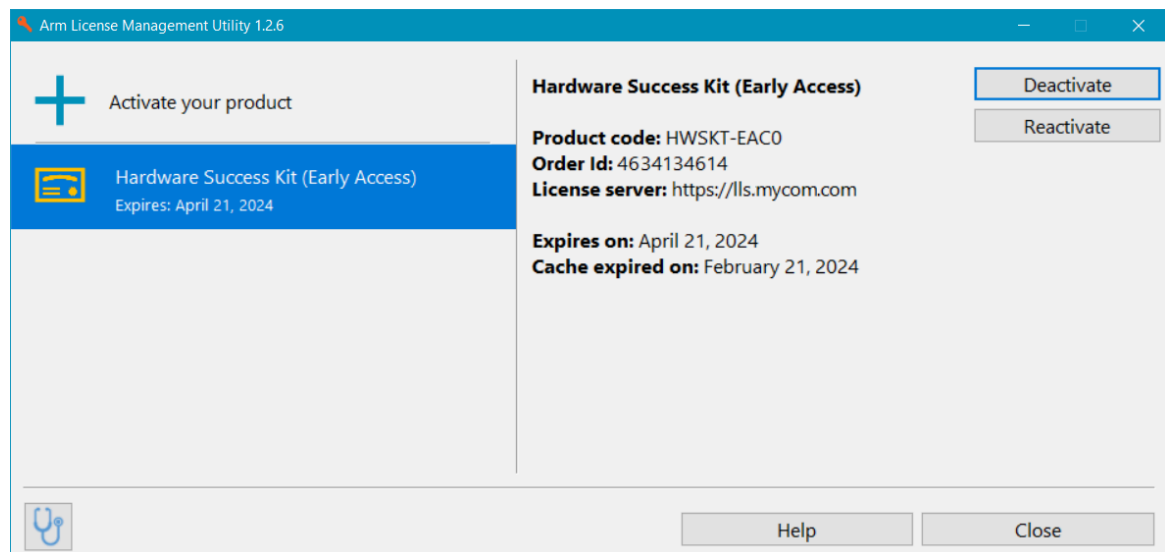 Arm License Management Utility 1.2.6
Activate your product
Hardware Success Kit (Early Access)
Expires: April 21, 2024
Hardware Success Kit (Early Access)
Product code: HWSKT-EAC0
Order Id: 4634134614
License server: https://lls.mycom.com
Expires on: April 21, 2024
Cache expired on: February 21, 2024
Deactivate
Reactivate
Help
Close